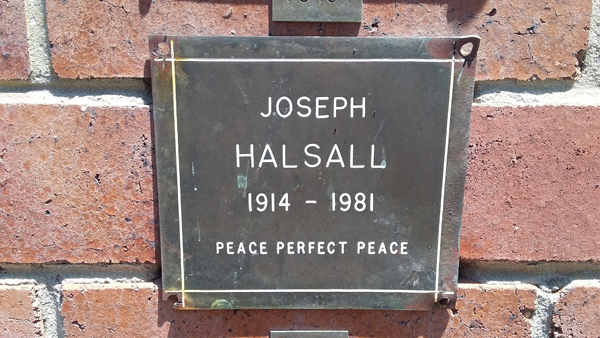 JOSEPH
HALSALL
1914 - 1981
PEACE PERFECT PEACE